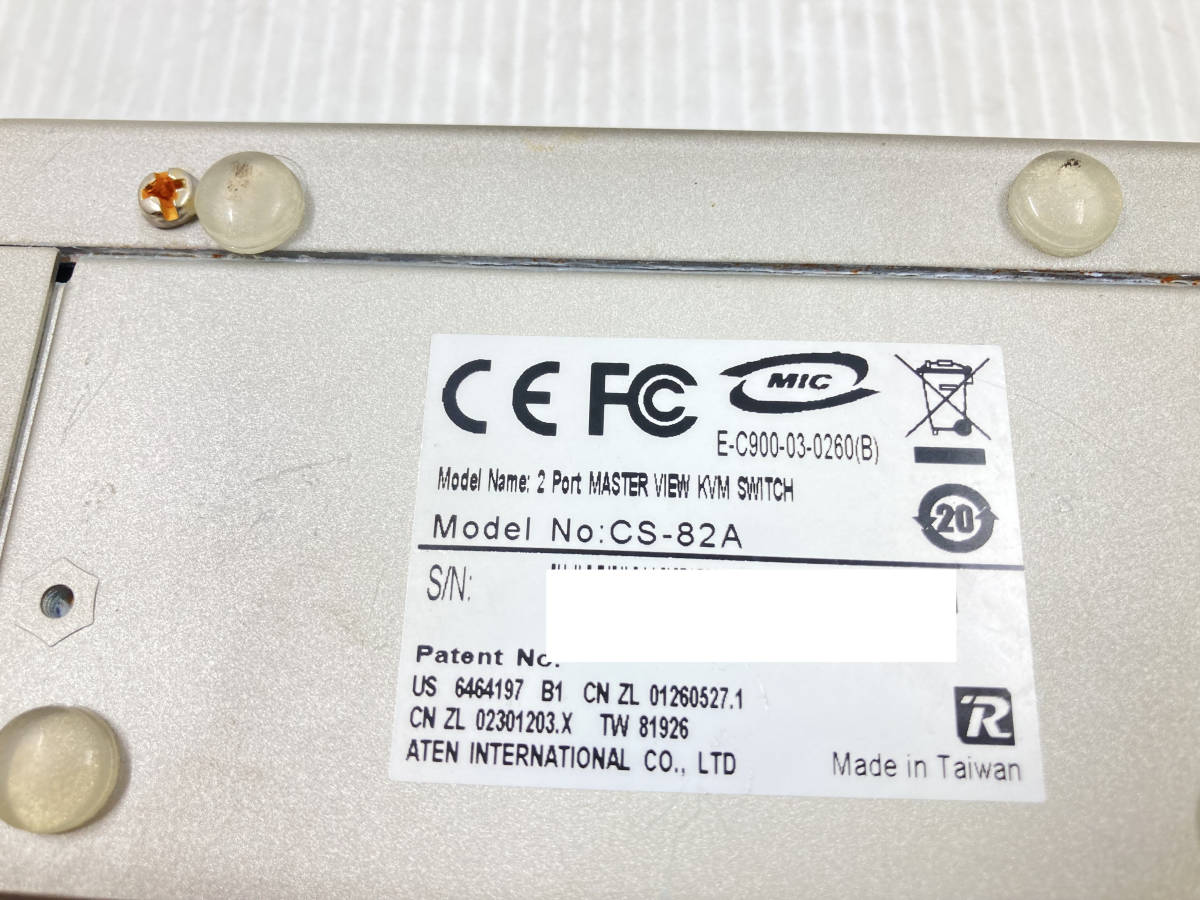 CE FC MIC
E-C900-03-0260(B)
Model Name: 2 Port MASTER VIEW KVM SWITCH
20
Model No:CS-82A
S/N:
Patent No.
US 6464197 B1 CN ZL 01260527.1
CN ZL 02301203.X TW 81926
R
ATEN INTERNATIONAL CO., LTD
Made in Taiwan